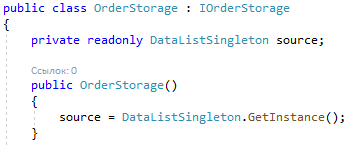 public class OrderStorage : IOrderStorage
{
private readonly DataListSingleton source;
Ссылок: 0
public OrderStorage()
{
source = DataListSingleton.GetInstance();
}